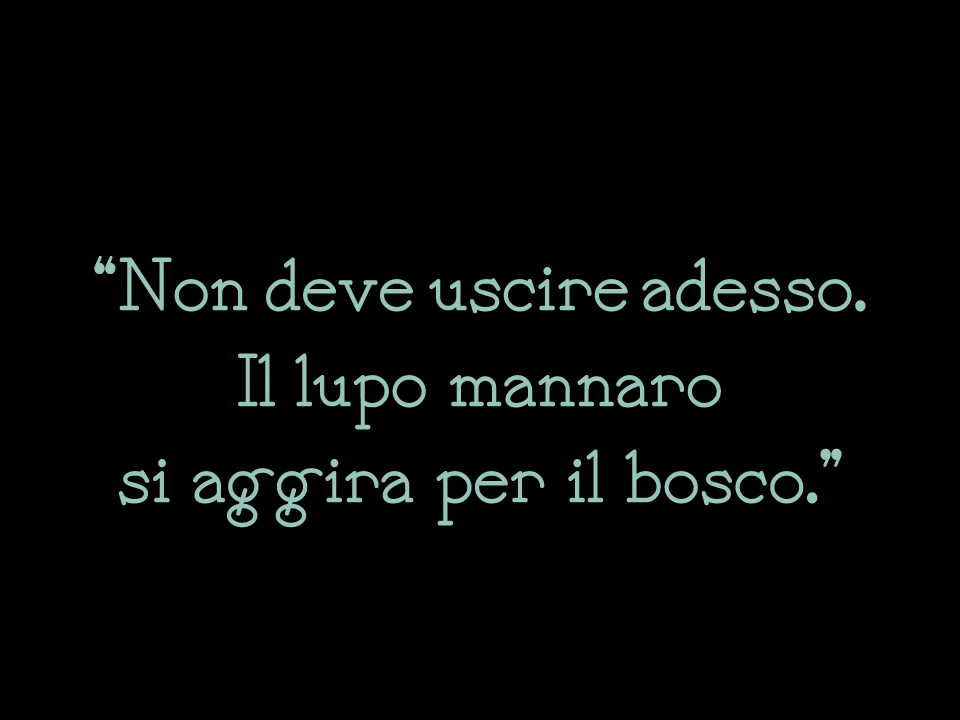 “Non deve uscire adesso.
Il lupo mannaro
si aggira per il bosco.”